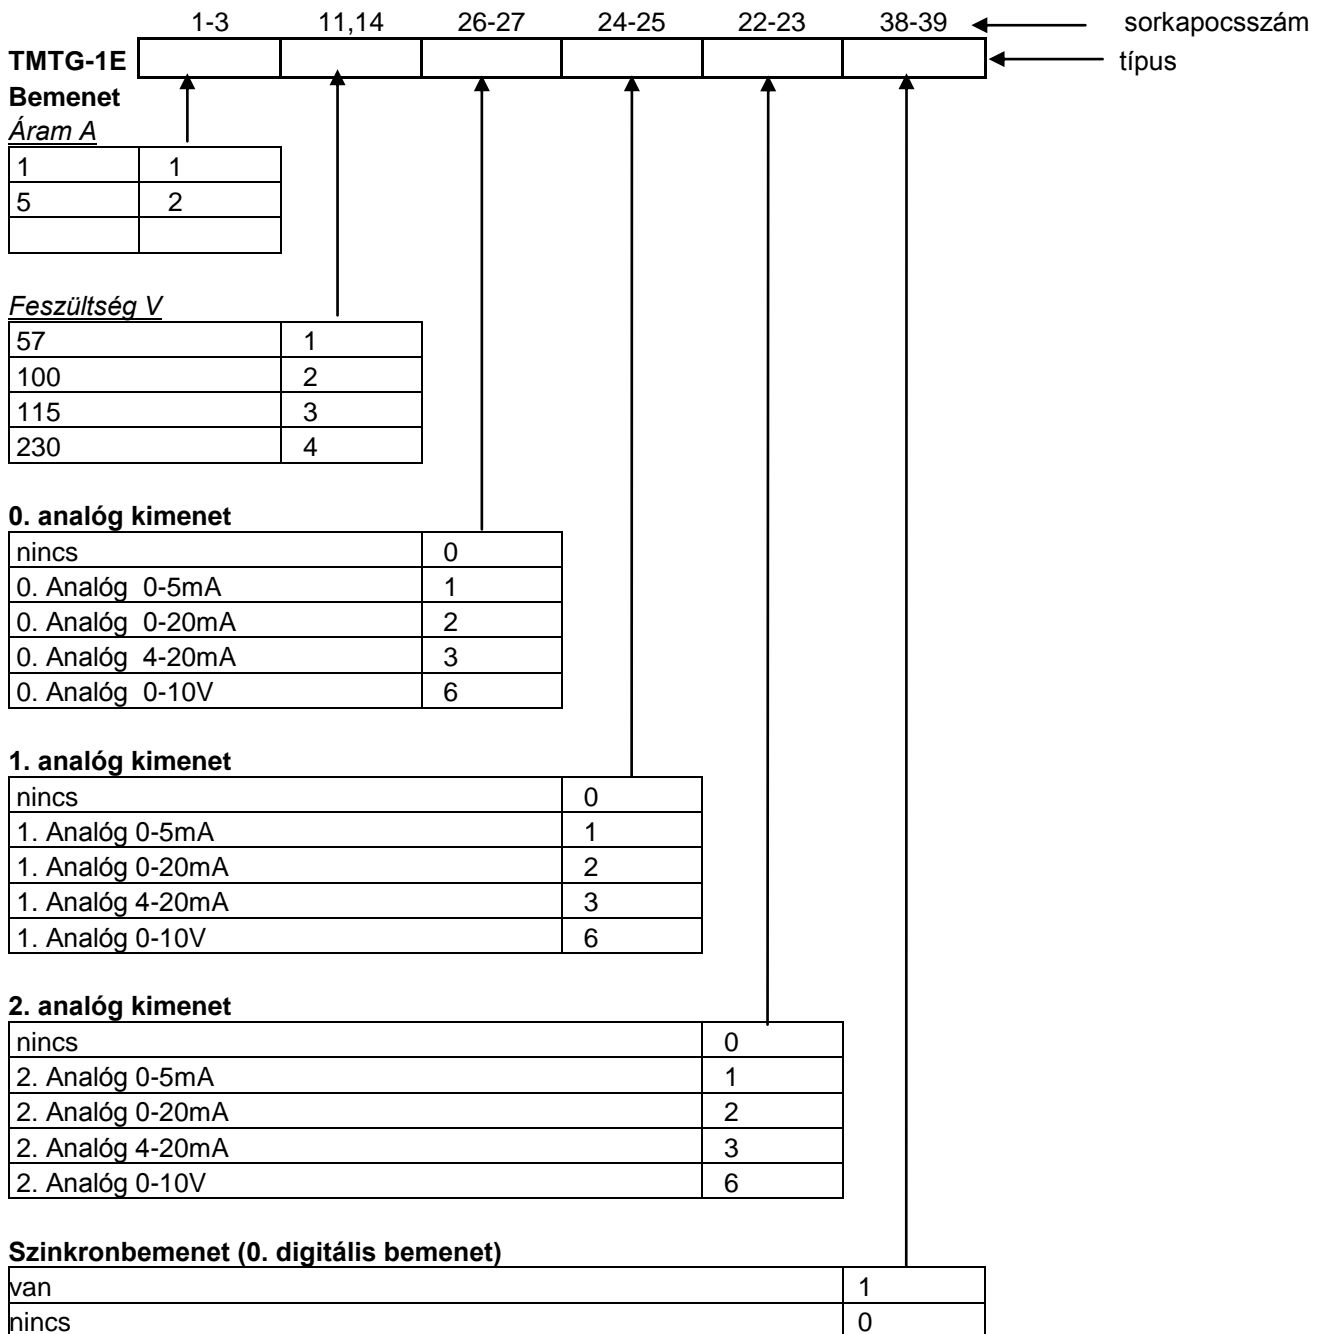 1-3 11,14 26-27 24-25 22-23 38-39 sorkapocsszám
TMTG-1E típus
Bemenet
Áram A
1 1
5 2
Feszültség V
57 1
100 2
115 3
230 4
0. analóg kimenet
nincs 0
0. Analóg 0-5mA 1
0. Analóg 0-20mA 2
0. Analóg 4-20mA 3
0. Analóg 0-10V 6
1. analóg kimenet
nincs 0
1. Analóg 0-5mA 1
1. Analóg 0-20mA 2
1. Analóg 4-20mA 3
1. Analóg 0-10V 6
2. analóg kimenet
nincs 0
2. Analóg 0-5mA 1
2. Analóg 0-20mA 2
2. Analóg 4-20mA 3
2. Analóg 0-10V 6
Szinkronbemenet (0. digitális bemenet)
van 1
nincs 0